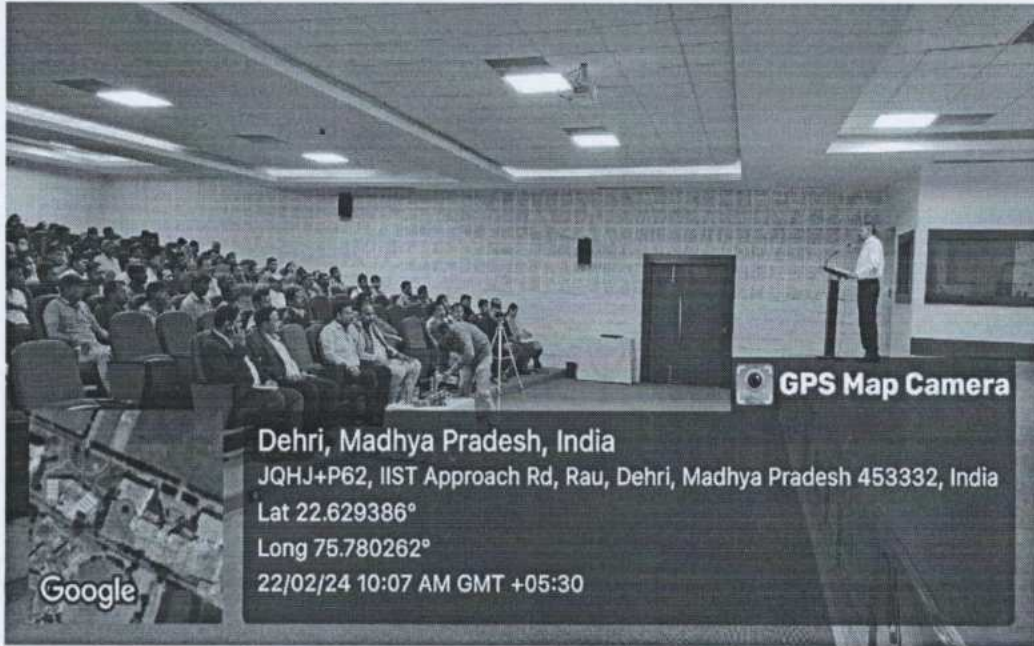 GPS Map Camera
Dehri, Madhya Pradesh, India
JQHJ+P62, IIST Approach Rd, Rau, Dehri, Madhya Pradesh 453332, India
Lat 22.629386°
Long 75.780262°
22/02/24 10:07 AM GMT +05:30
Google